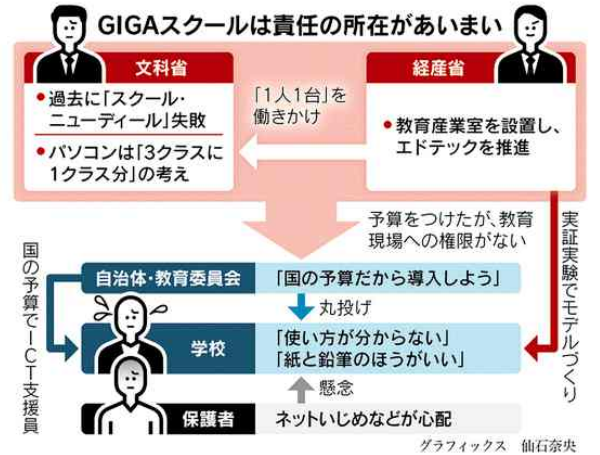 GIGAスクールは責任の所在があいまい
文科省
●過去に「スクール・
ニューディール」失敗
●パソコンは「3クラスに
1クラス分」の考え
「1人1台」を
働きかけ
経産省
●教育産業室を設置し、
エドテックを推進
予算をつけたが、教育
現場への権限がない
実証実験でモデルづくり
国の予算でICT支援員
自治体・教育委員会
「国の予算だから導入しよう」
丸投げ
学校
「使い方が分からない」
「紙と鉛筆のほうがいい」
懸念
保護者
ネットいじめなどが心配
グラフィックス 仙石奈央